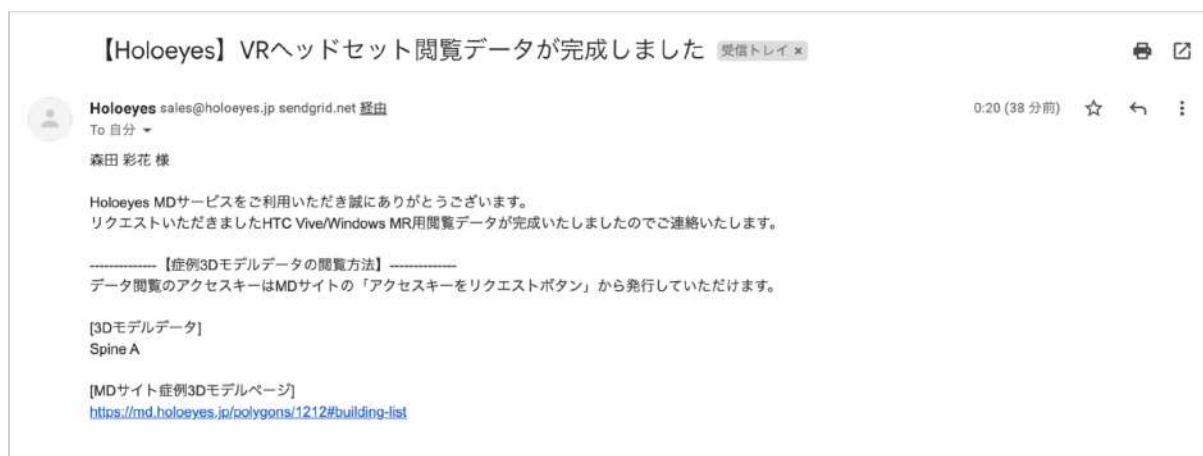 【Holoeyes】VRヘッドセット閲覧データが完成しました 受信トレイ ×
Holoeyes sales@holoeyes.jp sendgrid.net 経由
0:20 (38 分前)
To 自分
森田 彩花 様
Holoeyes MDサービスをご利用いただき誠にありがとうございます。
リクエストいただきましたHTC Vive/Windows MR用閲覧データが完成いたしましたのでご連絡いたします。
--------------【症例3Dモデルデータの閲覧方法】--------------
データ閲覧のアクセスキーはMDサイトの「アクセスキーをリクエストボタン」から発行していただけます。
[3Dモデルデータ]
Spine A
[MDサイト症例3Dモデルページ]
https://md.holoeyes.jp/polygons/1212#building-list